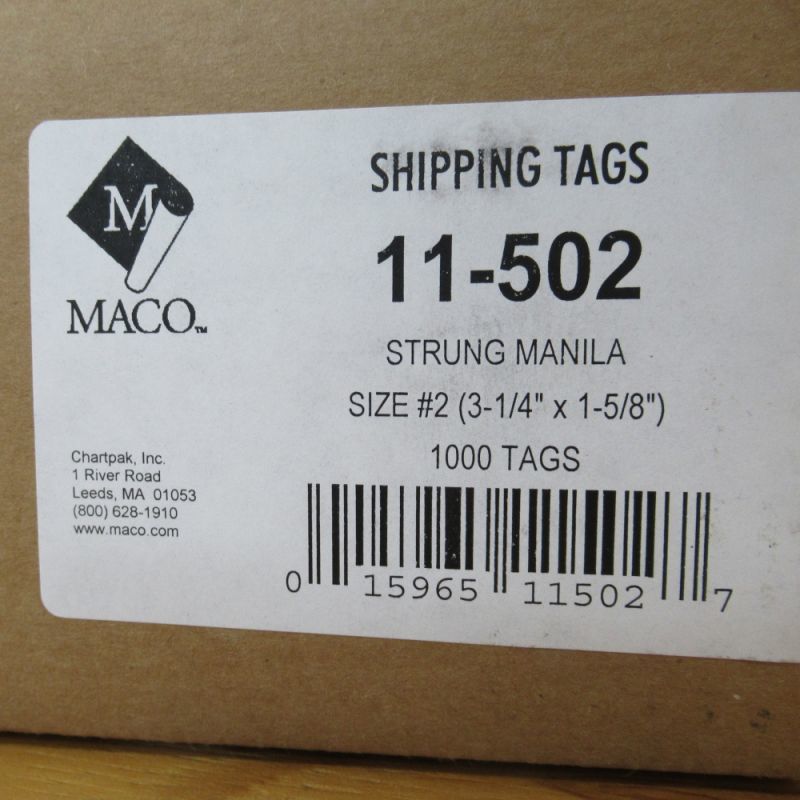 M
MACO™
SHIPPING TAGS
11-502
STRUNG MANILA
SIZE #2 (3-1/4" x 1-5/8")
1000 TAGS
Chartpak, Inc.
1 River Road
Leeds, MA 01053
(800) 628-1910
www.maco.com
0 15965 11502 7